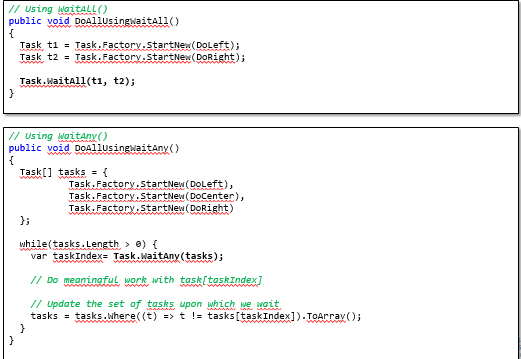 // Using WaitAll()
public void DoAllUsingWaitAll()
{
Task t1 = Task.Factory.StartNew(DoLeft);
Task t2 = Task.Factory.StartNew(DoRight);
Task.WaitAll(t1, t2);
}
// Using WaitAny()
public void DoAllUsingWaitAny()
{
Task[] tasks = {
Task.Factory.StartNew(DoLeft),
Task.Factory.StartNew(DoCenter),
Task.Factory.StartNew(DoRight)
};
while(tasks.Length > 0) {
var taskIndex= Task.WaitAny(tasks);
// Do meaningful work with task[taskIndex]
// Update the set of tasks upon which we wait
tasks = tasks.Where((t) => t != tasks[taskIndex]).ToArray();
}
}